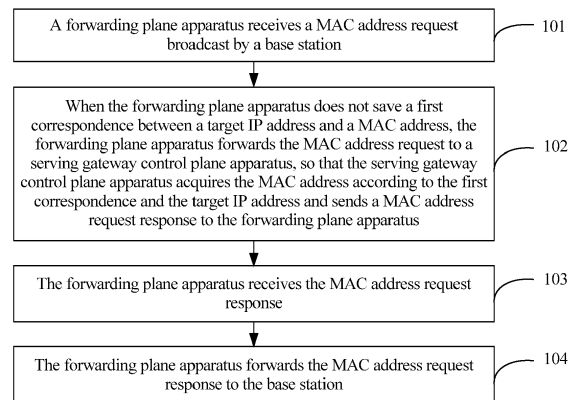 A forwarding plane apparatus receives a MAC address request
broadcast by a base station
101
When the forwarding plane apparatus does not save a first
correspondence between a target IP address and a MAC address, the
forwarding plane apparatus forwards the MAC address request to a
serving gateway control plane apparatus, so that the serving gateway
control plane apparatus acquires the MAC address according to the first
correspondence and the target IP address and sends a MAC address
request response to the forwarding plane apparatus
102
The forwarding plane apparatus receives the MAC address request
response
103
The forwarding plane apparatus forwards the MAC address request
response to the base station
104